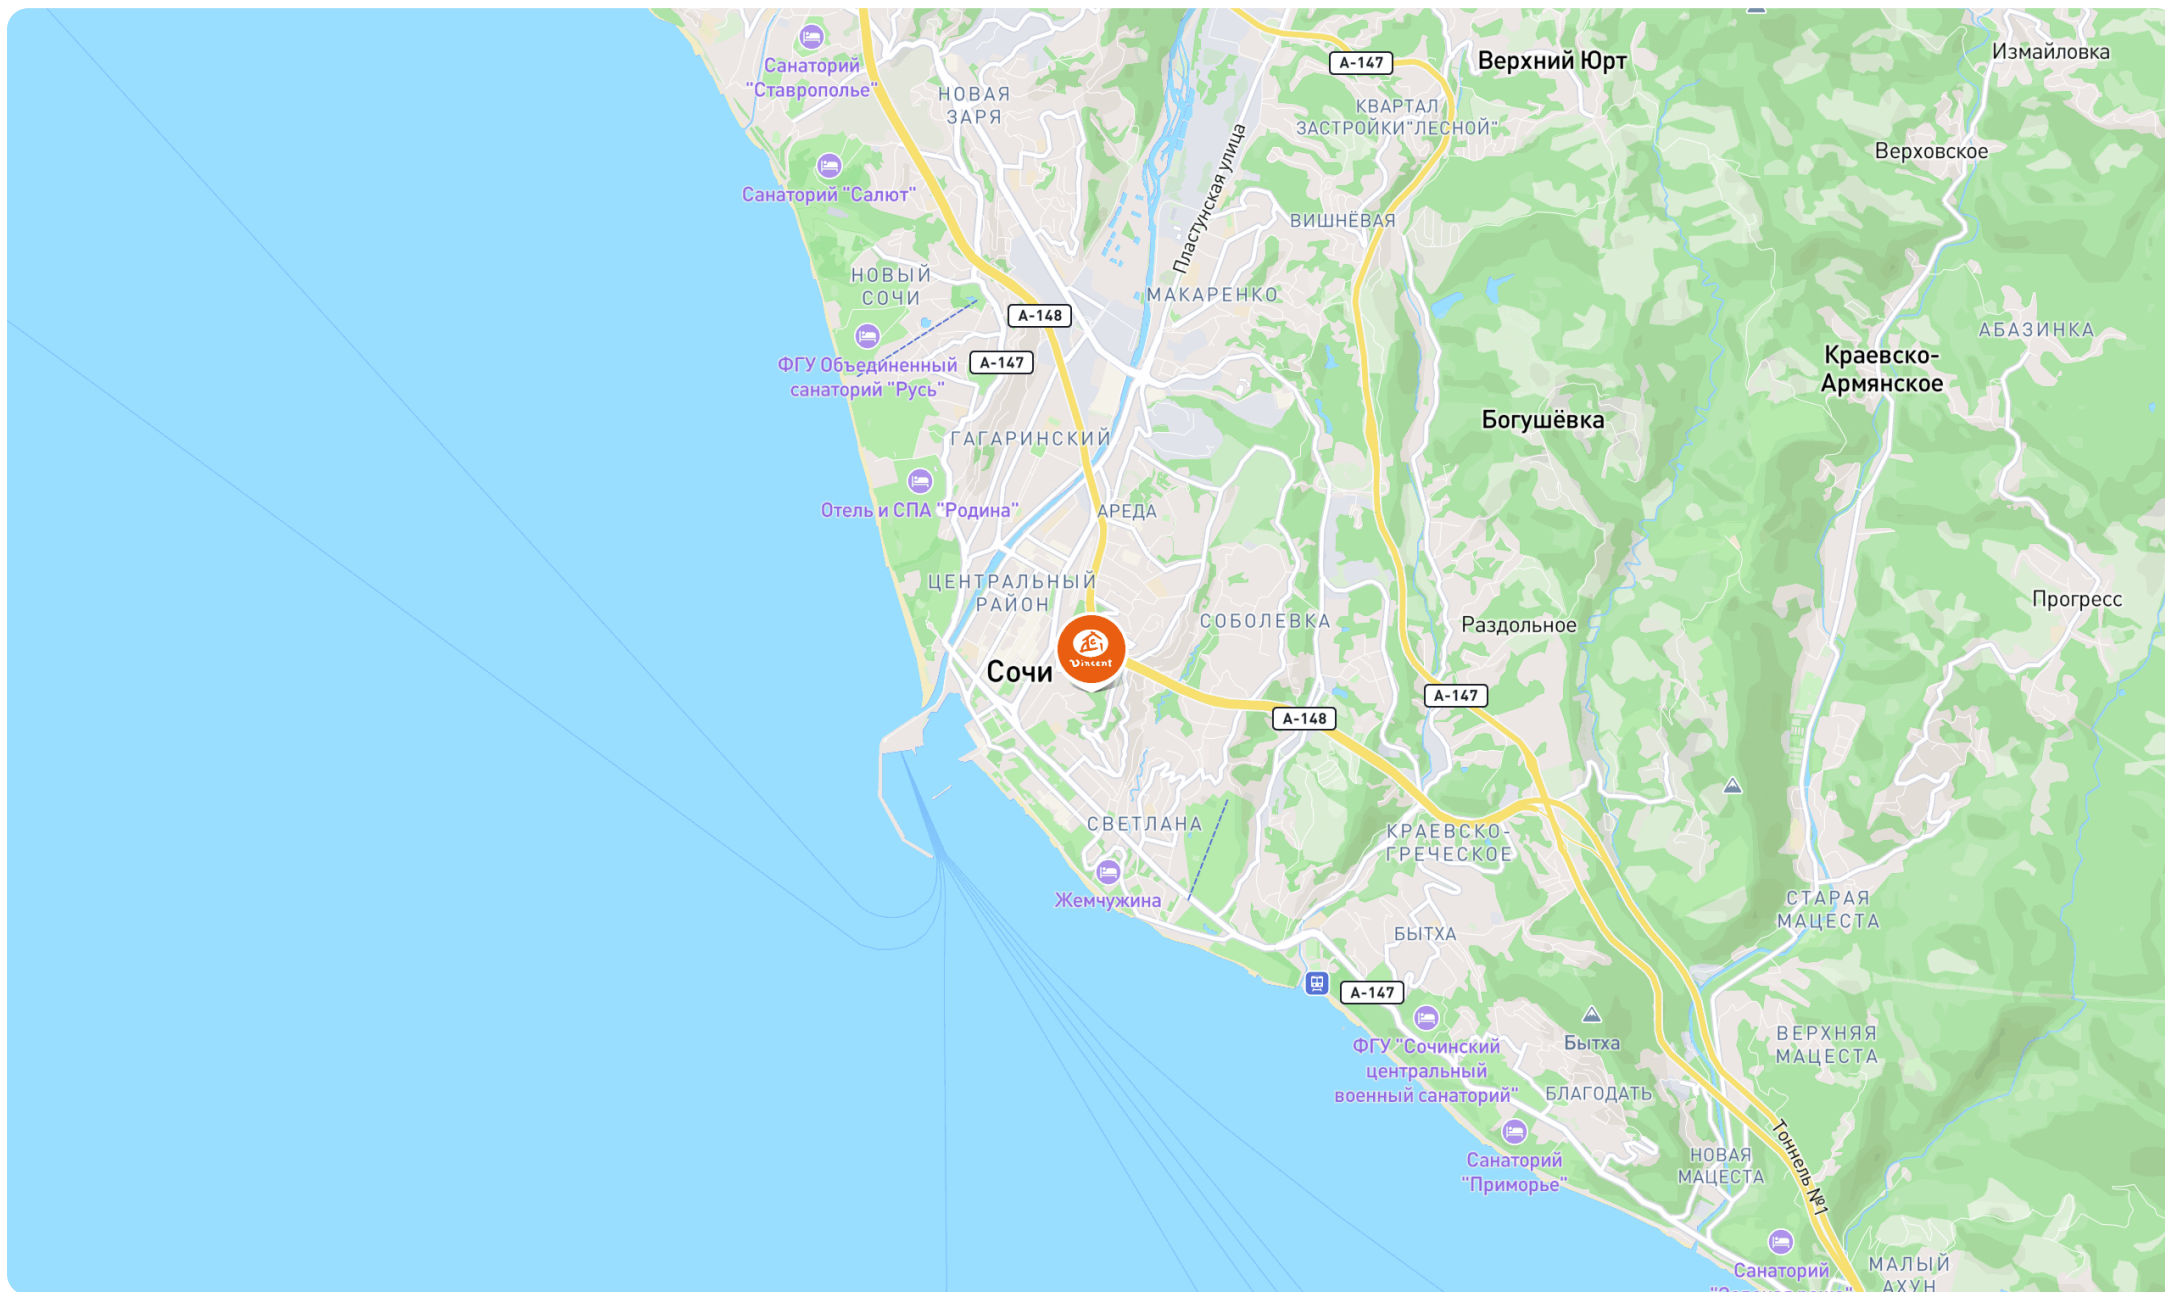 Санаторий
"Ставрополье"
НОВАЯ
ЗАРЯ
А-147
Верхний Юрт
Измайловка
КВАРТАЛ
ЗАСТРОЙКИ"ЛЕСНОЙ"
Верховское
Санаторий "Салют"
Пластунская улица
ВИШНЁВАЯ
НОВЫЙ
СОЧИ
МАКАРЕНКО
А-148
АБАЗИНКА
ФГУ Объединенный
санаторий "Русь"
А-147
Краевско-
Армянское
Богушёвка
ГАГАРИНСКИЙ
Отель и СПА "Родина"
АРЕДА
ЦЕНТРАЛЬНЫЙ
РАЙОН
СОБОЛЕВКА
Раздольное
Прогресс
Vincent
Сочи
А-148
А-147
СВЕТЛАНА
КРАЕВСКО-
ГРЕЧЕСКОЕ
Жемчужина
БЫТХА
СТАРАЯ
МАЦЕСТА
А-147
ФГУ "Сочинский
центральный
военный санаторий"
Бытха
ВЕРХНЯЯ
МАЦЕСТА
БЛАГОДАТЬ
Санаторий
"Приморье"
НОВАЯ
МАЦЕСТА
Тоннель №1
Санаторий
МАЛЫЙ
АХУН